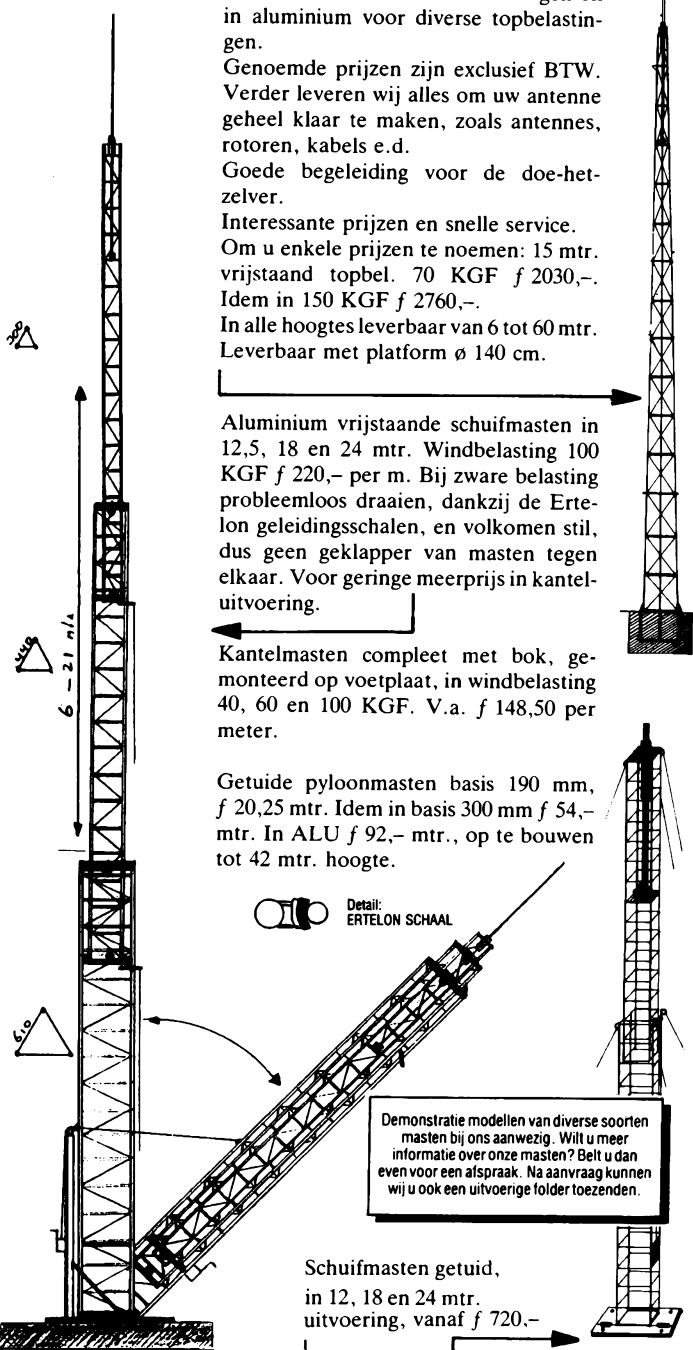 in aluminium voor diverse topbelastin-
gen.
Genoemde prijzen zijn exclusief BTW.
Verder leveren wij alles om uw antenne
geheel klaar te maken, zoals antennes,
rotoren, kabels e.d.
Goede begeleiding voor de doe-het-
zelver.
Interessante prijzen en snelle service.
Om u enkele prijzen te noemen: 15 mtr.
vrijstaand topbel. 70 KGF ƒ 2030,–.
Idem in 150 KGF ƒ 2760,–.
In alle hoogtes leverbaar van 6 tot 60 mtr.
Leverbaar met platform ø 140 cm.
300
Aluminium vrijstaande schuifmasten in
12,5, 18 en 24 mtr. Windbelasting 100
KGF ƒ 220,– per m. Bij zware belasting
probleemloos draaien, dankzij de Erte-
lon geleidingsschalen, en volkomen stil,
dus geen geklapper van masten tegen
elkaar. Voor geringe meerprijs in kantel-
uitvoering.
440
6 – 21
Kantelmasten compleet met bok, ge-
monteerd op voetplaat, in windbelasting
40, 60 en 100 KGF. V.a. ƒ 148,50 per
meter.
Getuide pyloonmasten basis 190 mm,
ƒ 20,25 mtr. Idem in basis 300 mm ƒ 54,–
mtr. In ALU ƒ 92,– mtr., op te bouwen
tot 42 mtr. hoogte.
Detail:
ERTELON SCHAAL
610
Demonstratie modellen van diverse soorten
masten bij ons aanwezig. Wilt u meer
informatie over onze masten? Belt u dan
even voor een afspraak. Na aanvraag kunnen
wij u ook een uitvoerige folder toezenden.
Schuifmasten getuid,
in 12, 18 en 24 mtr.
uitvoering, vanaf ƒ 720,–